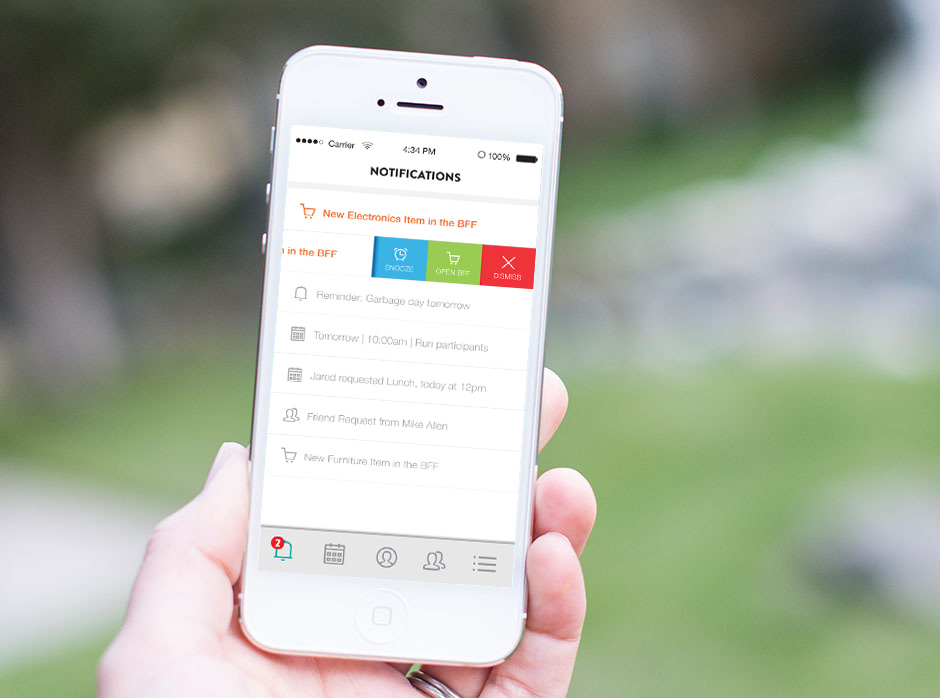 Carrier 4:34 PM 100%
NOTIFICATIONS
New Electronics Item in the BFF
in the BFF
SNOOZE
OPEN BFF
DISMISS
Reminder: Garbage day tomorrow
Tomorrow | 10:00am | Run participants
Jared requested Lunch, today at 12pm
Friend Request from Mike Allen
New Furniture Item in the BFF
2